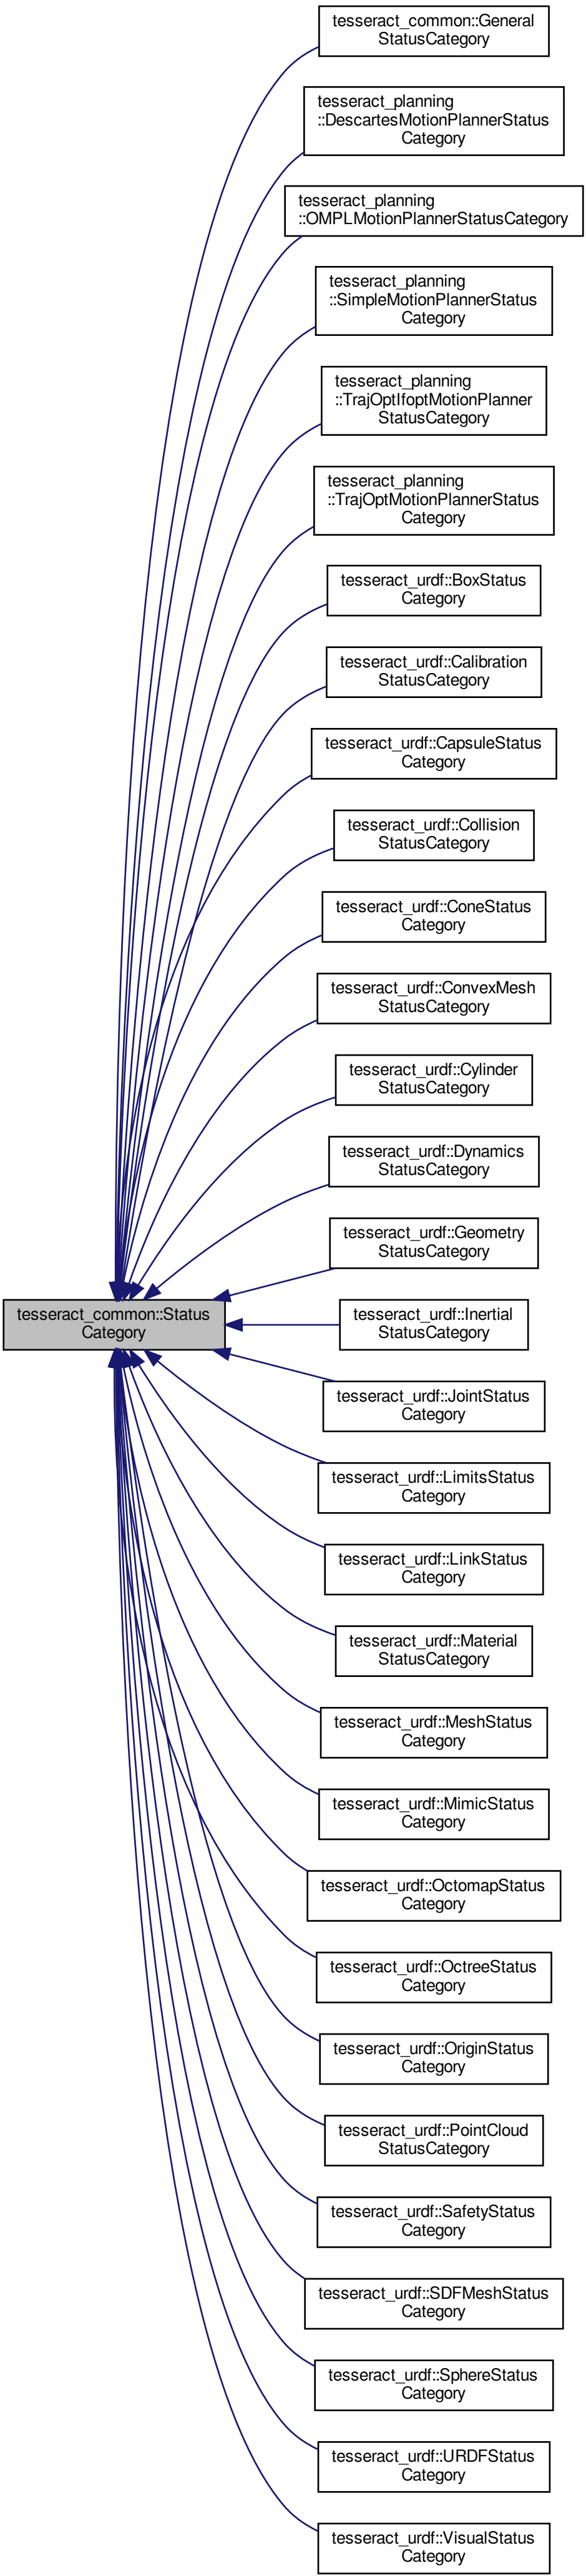 tesseract_common::General
StatusCategory
tesseract_planning
::DescartesMotionPlannerStatus
Category
tesseract_planning
::OMPLMotionPlannerStatusCategory
tesseract_planning
::SimpleMotionPlannerStatus
Category
tesseract_planning
::TrajOptIfoptMotionPlanner
StatusCategory
tesseract_planning
::TrajOptMotionPlannerStatus
Category
tesseract_urdf::BoxStatus
Category
tesseract_urdf::Calibration
StatusCategory
tesseract_urdf::CapsuleStatus
Category
tesseract_urdf::Collision
StatusCategory
tesseract_urdf::ConeStatus
Category
tesseract_urdf::ConvexMesh
StatusCategory
tesseract_urdf::Cylinder
StatusCategory
tesseract_urdf::Dynamics
StatusCategory
tesseract_urdf::Geometry
StatusCategory
tesseract_common::Status
Category
tesseract_urdf::Inertial
StatusCategory
tesseract_urdf::JointStatus
Category
tesseract_urdf::LimitsStatus
Category
tesseract_urdf::LinkStatus
Category
tesseract_urdf::Material
StatusCategory
tesseract_urdf::MeshStatus
Category
tesseract_urdf::MimicStatus
Category
tesseract_urdf::OctomapStatus
Category
tesseract_urdf::OctreeStatus
Category
tesseract_urdf::OriginStatus
Category
tesseract_urdf::PointCloud
StatusCategory
tesseract_urdf::SafetyStatus
Category
tesseract_urdf::SDFMeshStatus
Category
tesseract_urdf::SphereStatus
Category
tesseract_urdf::URDFStatus
Category
tesseract_urdf::VisualStatus
Category